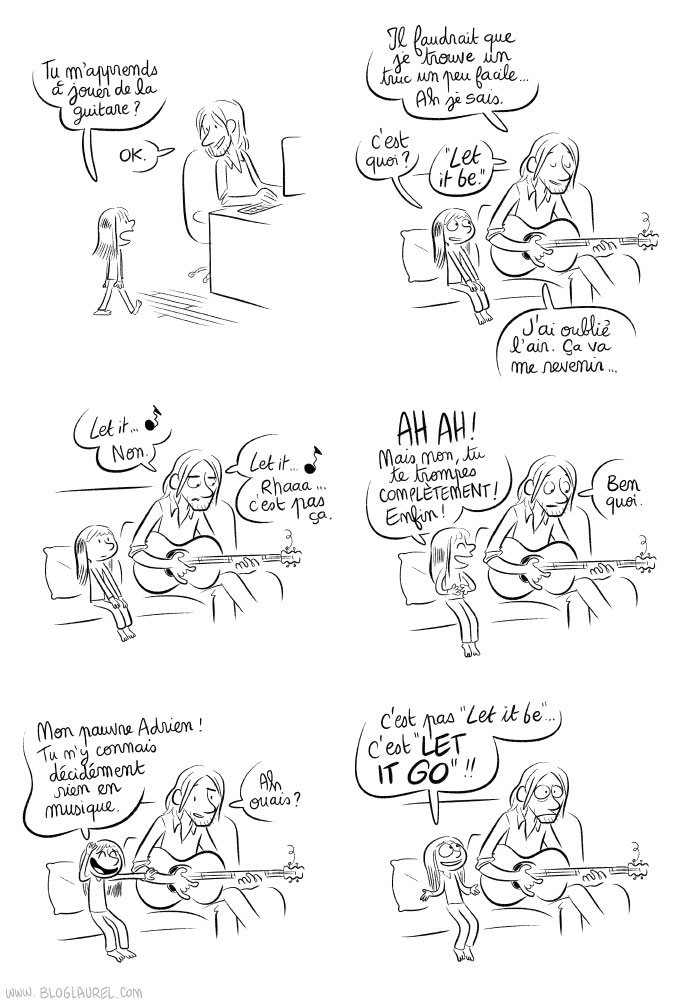 Tu m'apprends
à jouer de la
guitare ?
OK.
Il faudrait que
je trouve un
truc un peu facile...
Ah je sais.
C'est
quoi ?
"Let
it be."
J'ai oublié
l'air. Ça va
me revenir...
Let it...
Non.
Let it...
Rhaaa...
c'est pas
ça.
AH AH !
Mais non, tu
te trompes
COMPLÈTEMENT !
Enfin !
Ben
quoi.
Mon pauvre Adrien !
Tu n'y connais
décidément
rien en
musique.
Ah
ouais ?
C'est pas "Let it be"...
C'est "LET
IT GO" !!
www.BLOGLAUREL.com